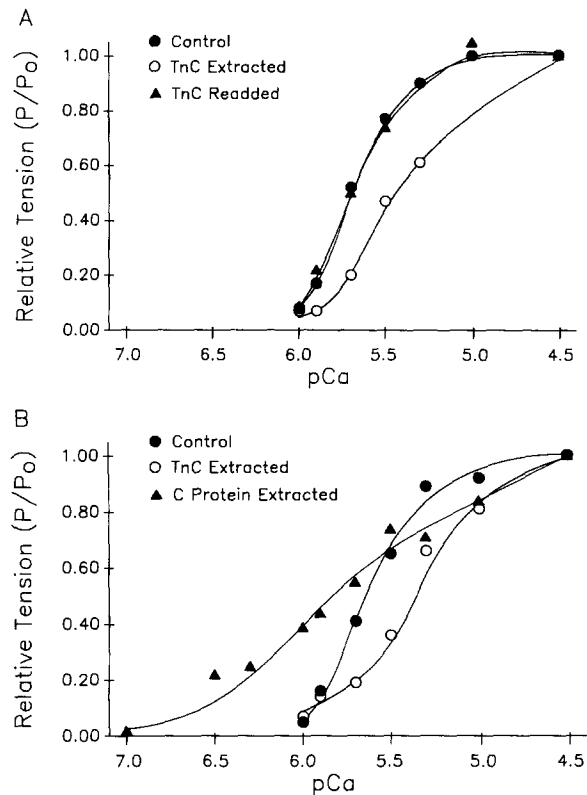 A
● Control
○ TnC Extracted
▲ TnC Readded
Relative Tension (P/Po)
1.00
0.80
0.60
0.40
0.20
0.00
7.0 6.5 6.0 5.5 5.0 4.5
pCa
B
● Control
○ TnC Extracted
▲ C Protein Extracted
Relative Tension (P/Po)
1.00
0.80
0.60
0.40
0.20
0.00
7.0 6.5 6.0 5.5 5.0 4.5
pCa